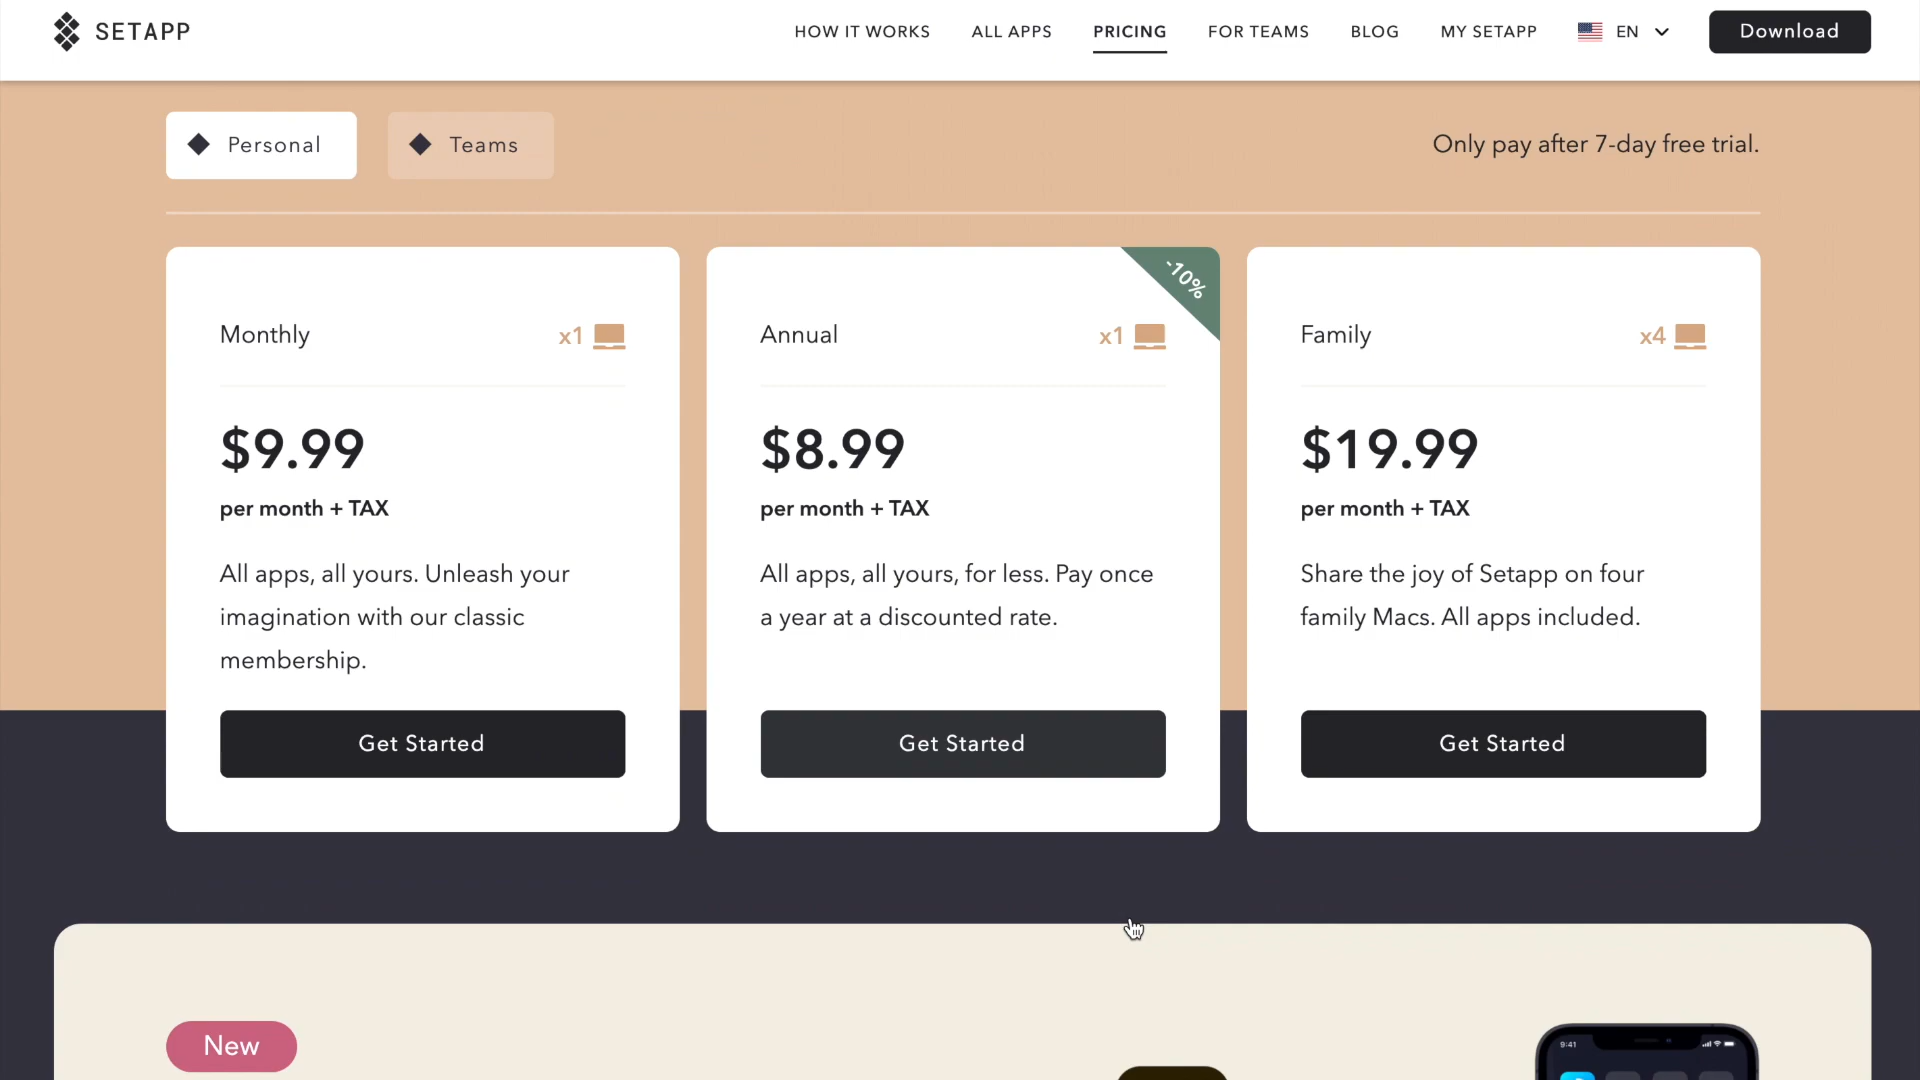 SETAPP
HOW IT WORKS
ALL APPS
PRICING
FOR TEAMS
BLOG
MY SETAPP
EN
Download
Personal
Teams
Only pay after 7-day free trial.
Monthly
x1
$9.99
per month + TAX
All apps, all yours. Unleash your
imagination with our classic
membership.
Get Started
-10%
Annual
x1
$8.99
per month + TAX
All apps, all yours, for less. Pay once
a year at a discounted rate.
Get Started
Family
x4
$19.99
per month + TAX
Share the joy of Setapp on four
family Macs. All apps included.
Get Started
New
9:41